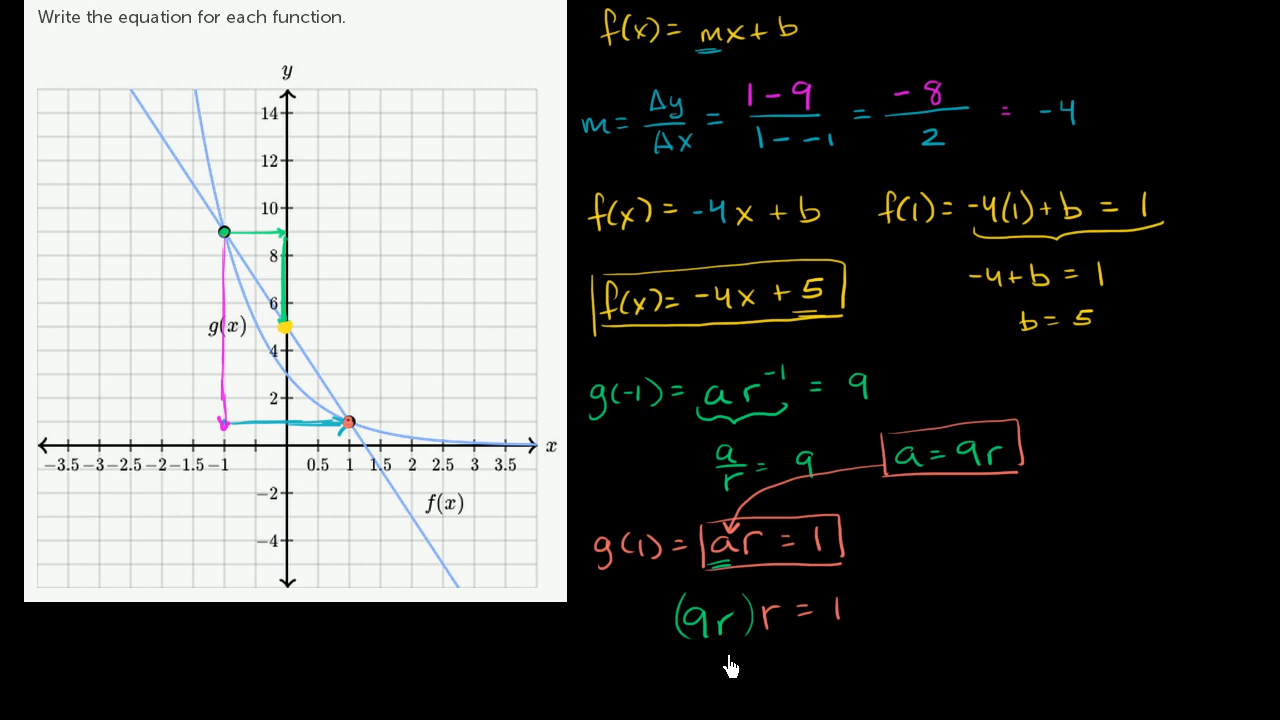 Write the equation for each function.
y
14
12
10
8
6
4
2
−2
−4
−3.5 −3 −2.5 −2 −1.5 −1 0.5 1 1.5 2 2.5 3 3.5
x
g(x)
f(x)
f(x) = mx + b
m = Δy/Δx = 1 - 9/1 - -1 = -8/2 = -4
f(x) = -4x + b
f(1) = -4(1) + b = 1
-4 + b = 1
b = 5
f(x) = -4x + 5
g(-1) = ar⁻¹ = 9
a/r = 9
a = 9r
g(1) = ar = 1
(9r)r = 1